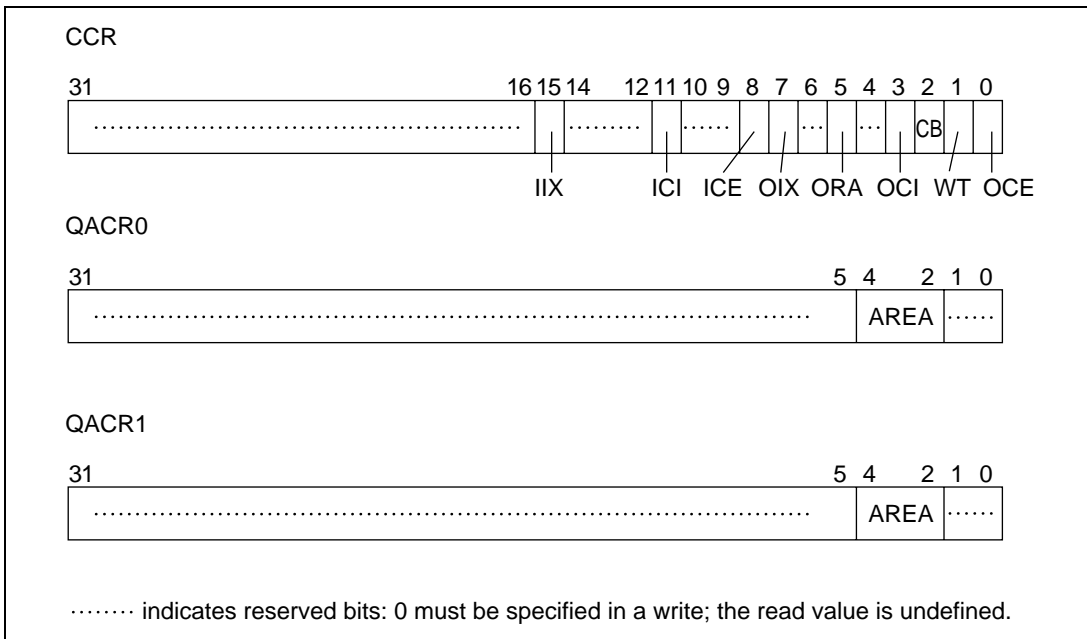 CCR
31 16 15 14 12 11 10 9 8 7 6 5 4 3 2 1 0
CB
IIX ICI ICE OIX ORA OCI WT OCE
QACR0
31 5 4 2 1 0
AREA
QACR1
31 5 4 2 1 0
AREA
········ indicates reserved bits: 0 must be specified in a write; the read value is undefined.